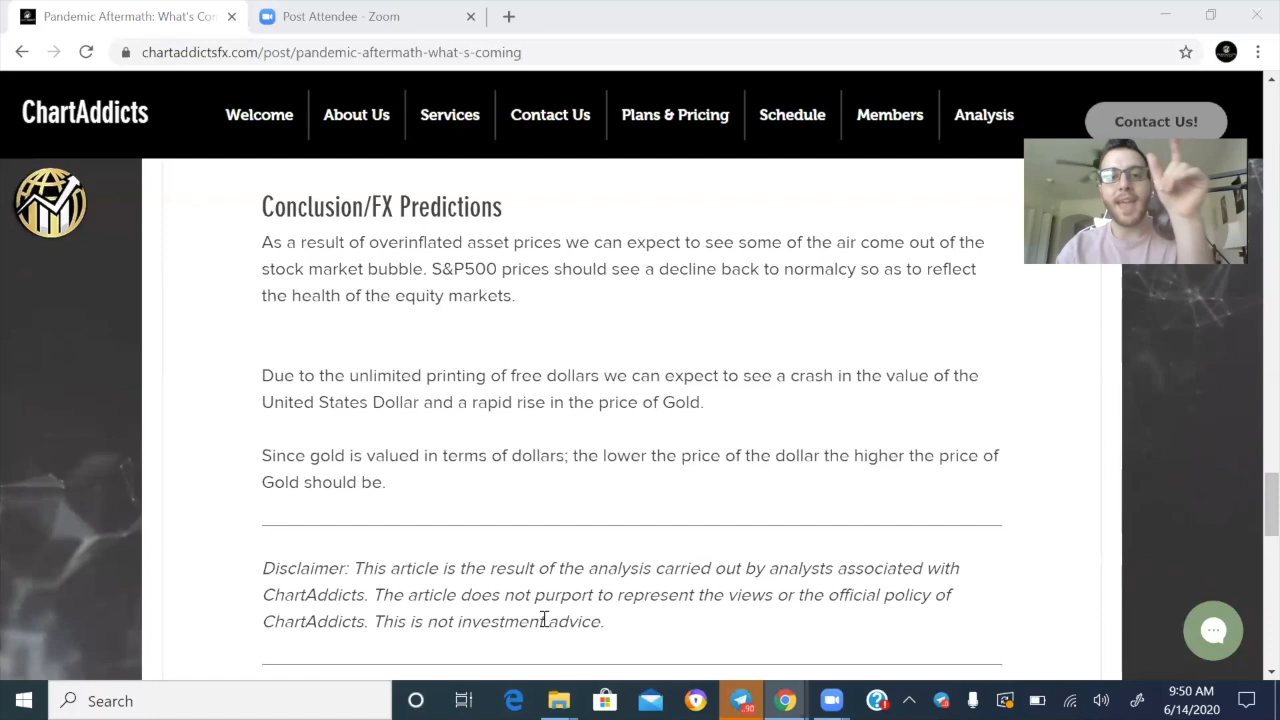 Pandemic Aftermath: What's Co
Post Attendee - Zoom
chartaddictsfx.com/post/pandemic-aftermath-what-s-coming
ChartAddicts
Welcome
About Us
Services
Contact Us
Plans & Pricing
Schedule
Members
Analysis
Contact Us!
Conclusion/FX Predictions
As a result of overinflated asset prices we can expect to see some of the air come out of the
stock market bubble. S&P500 prices should see a decline back to normalcy so as to reflect
the health of the equity markets.
Due to the unlimited printing of free dollars we can expect to see a crash in the value of the
United States Dollar and a rapid rise in the price of Gold.
Since gold is valued in terms of dollars; the lower the price of the dollar the higher the price of
Gold should be.
Disclaimer: This article is the result of the analysis carried out by analysts associated with
ChartAddicts. The article does not purport to represent the views or the official policy of
ChartAddicts. This is not investment advice.
Search
.90
9:50 AM
6/14/2020